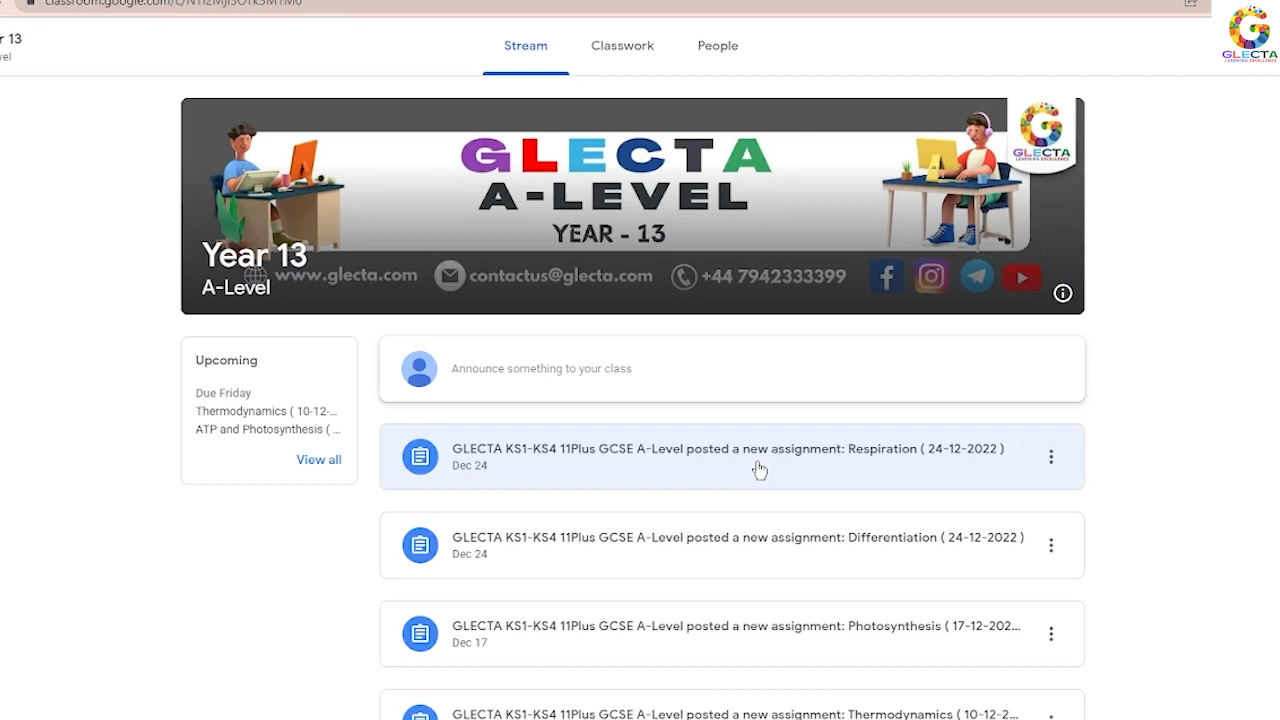 r 13
vel
Stream
Classwork
People
GLECTA
LEARNING EXCELLENCE
GLECTA
A-LEVEL
YEAR - 13
GLECTA
LEARNING EXCELLENCE
Year 13
A-Level
www.glecta.com
contactus@glecta.com
+44 7942333399
Upcoming
Due Friday
Thermodynamics ( 10-12-...
ATP and Photosynthesis ( ...
View all
Announce something to your class
GLECTA KS1-KS4 11Plus GCSE A-Level posted a new assignment: Respiration ( 24-12-2022 )
Dec 24
GLECTA KS1-KS4 11Plus GCSE A-Level posted a new assignment: Differentiation ( 24-12-2022 )
Dec 24
GLECTA KS1-KS4 11Plus GCSE A-Level posted a new assignment: Photosynthesis ( 17-12-202...
Dec 17
GLECTA KS1-KS4 11Plus GCSE A-Level posted a new assignment: Thermodynamics ( 10-12-2...